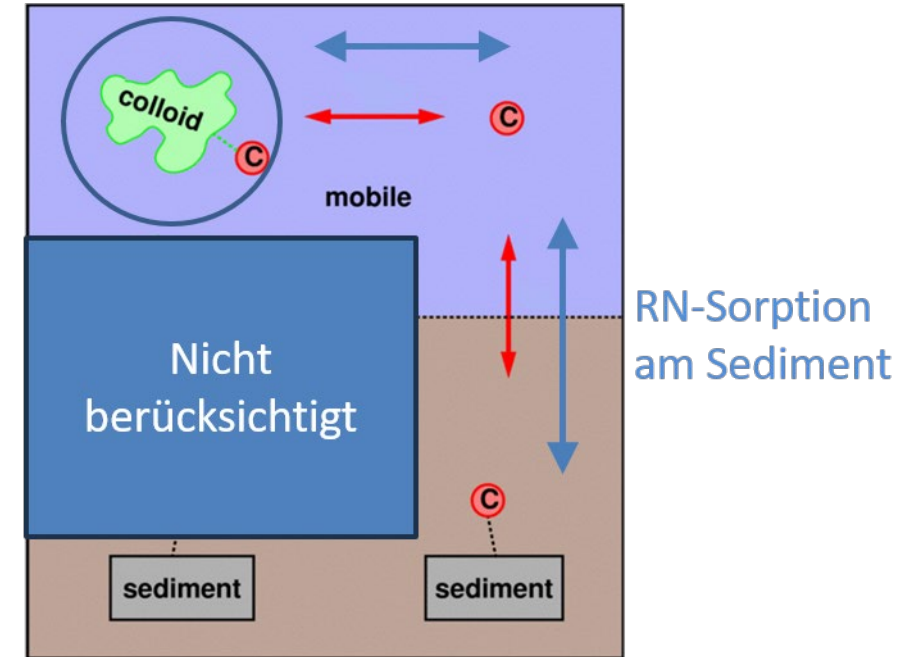 colloid
C
C
mobile
RN-Sorption
am Sediment
Nicht
berücksichtigt
C
sediment
sediment